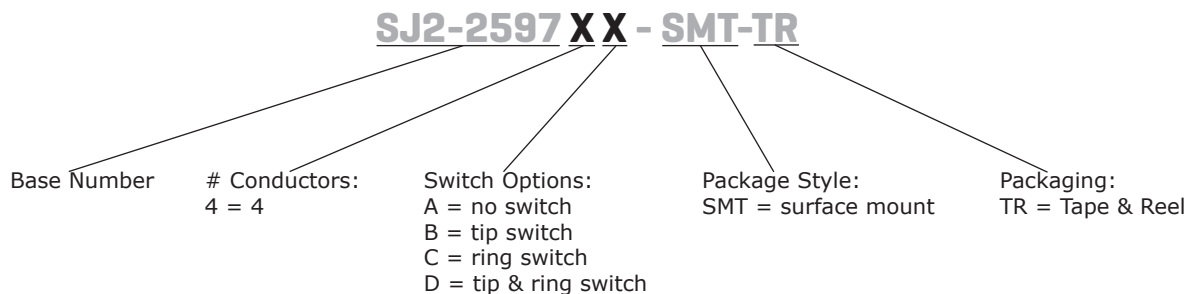 SJ2-2597 X X - SMT-TR
Base Number
# Conductors:
4 = 4
Switch Options:
A = no switch
B = tip switch
C = ring switch
D = tip & ring switch
Package Style:
SMT = surface mount
Packaging:
TR = Tape & Reel